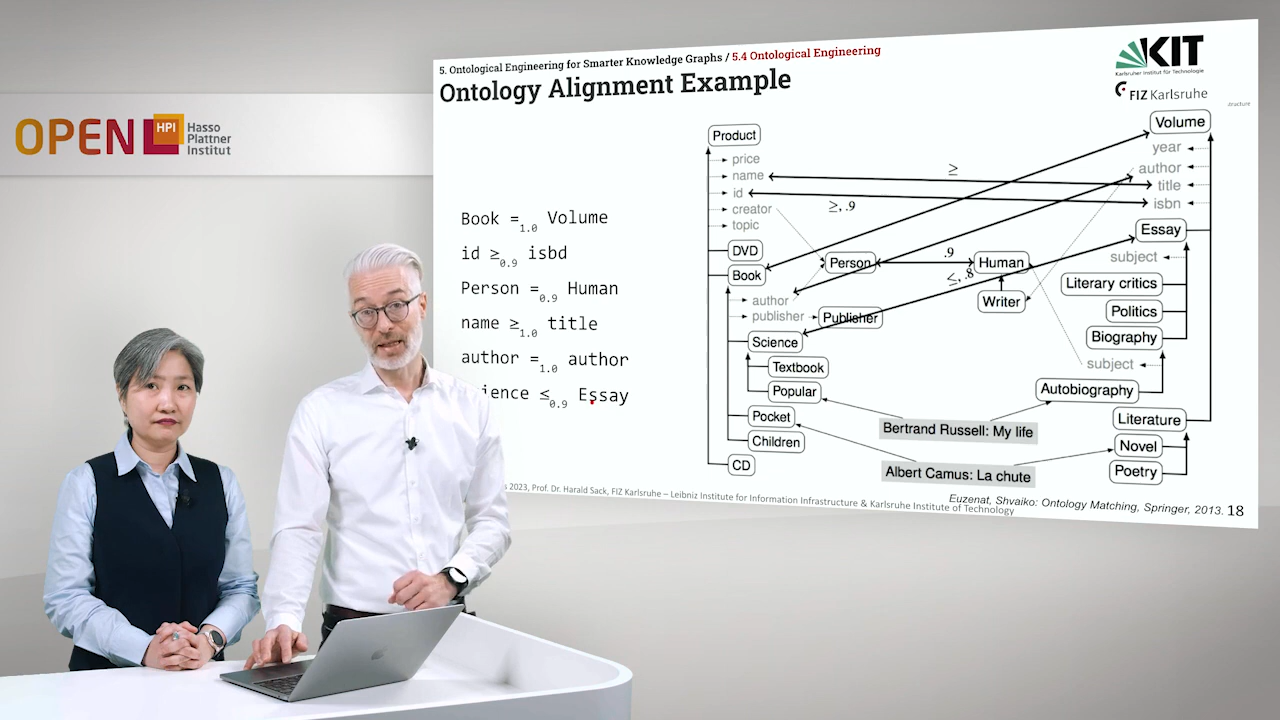 OPEN HPI Hasso
Plattner
Institut
5. Ontological Engineering for Smarter Knowledge Graphs / 5.4 Ontological Engineering
Ontology Alignment Example
KIT
Karlsruher Institut für Technologie
FIZ Karlsruhe
Book =1.0 Volume
id ≥0.9 isbd
Person =0.9 Human
name ≥1.0 title
author =1.0 author
ience ≤0.9 Essay
Product
price
name
id
creator
topic
DVD
Book
author
publisher
Science
Textbook
Popular
Pocket
Children
CD
≥
≥, .9
Person
.9
Human
≤, .8
Writer
Publisher
Bertrand Russell: My life
Albert Camus: La chute
Volume
year
author
title
isbn
Essay
subject
Literary critics
Politics
Biography
subject
Autobiography
Literature
Novel
Poetry
2023, Prof. Dr. Harald Sack, FIZ Karlsruhe – Leibniz Institute for Information Infrastructure & Karlsruhe Institute of Technology
Euzenat, Shvaiko: Ontology Matching, Springer, 2013. 18